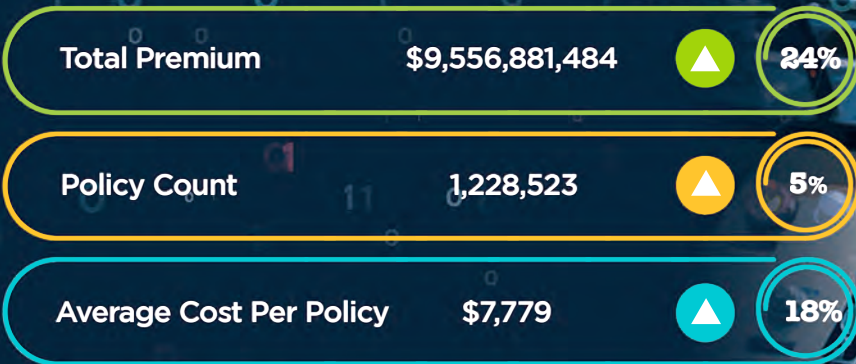 Total Premium $9,556,881,484 24%
Policy Count 1,228,523 5%
Average Cost Per Policy $7,779 18%